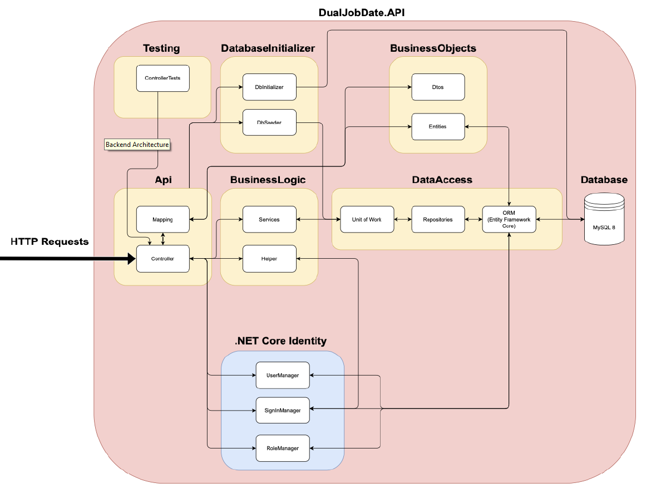 DualJobDate.API
Testing
DatabaseInitializer
BusinessObjects
ControllerTests
DbInitializer
Dtos
DbSeeder
Entities
Backend Architecture
Api
BusinessLogic
DataAccess
Database
Mapping
Services
Unit of Work
Repositories
ORM
(Entity Framework
Core)
MySQL 8
HTTP Requests
Controller
Helper
.NET Core Identity
UserManager
SignInManager
RoleManager